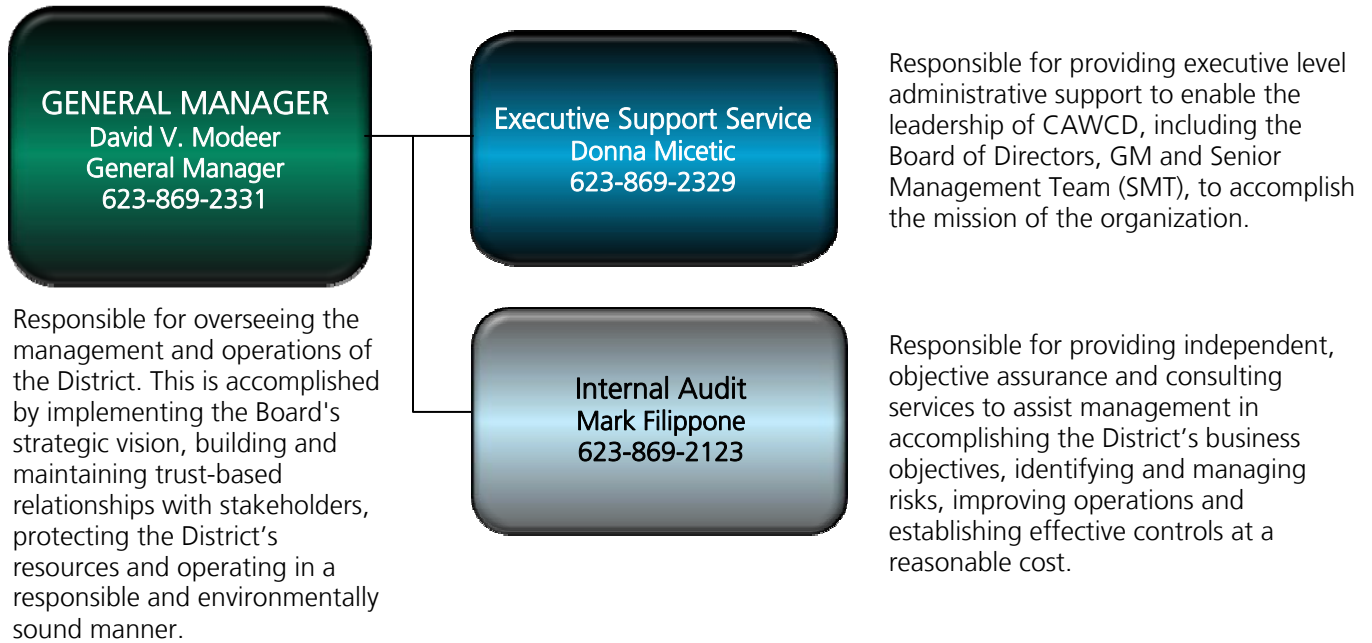 GENERAL MANAGER
David V. Modeer
General Manager
623-869-2331
Responsible for overseeing the
management and operations of
the District. This is accomplished
by implementing the Board's
strategic vision, building and
maintaining trust-based
relationships with stakeholders,
protecting the District’s
resources and operating in a
responsible and environmentally
sound manner.
Executive Support Service
Donna Micetic
623-869-2329
Responsible for providing executive level
administrative support to enable the
leadership of CAWCD, including the
Board of Directors, GM and Senior
Management Team (SMT), to accomplish
the mission of the organization.
Internal Audit
Mark Filippone
623-869-2123
Responsible for providing independent,
objective assurance and consulting
services to assist management in
accomplishing the District’s business
objectives, identifying and managing
risks, improving operations and
establishing effective controls at a
reasonable cost.